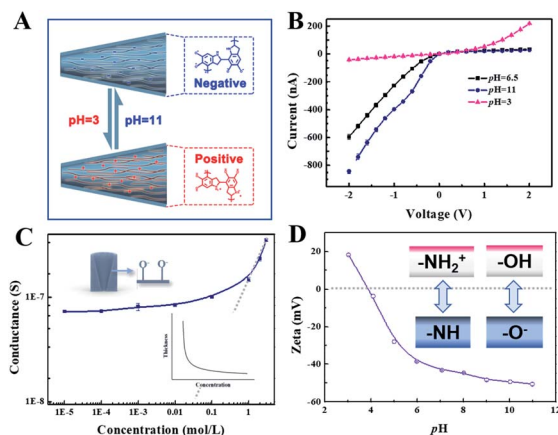 A
Negative
pH=3
pH=11
Positive
B
Current (nA)
200
0
-200
-400
-600
-800
pH=6.5
pH=11
pH=3
-2
-1
0
1
2
Voltage (V)
C
Conductance (S)
1E-7
1E-8
O⁻ O⁻
Thickness
Concentration
1E-5
1E-4
1E-3
0.01
0.1
1
Concentration (mol/L)
D
Zeta (mV)
20
0
-20
-40
-60
-NH₂⁺
-OH
-NH
-O⁻
2
4
6
8
10
12
pH